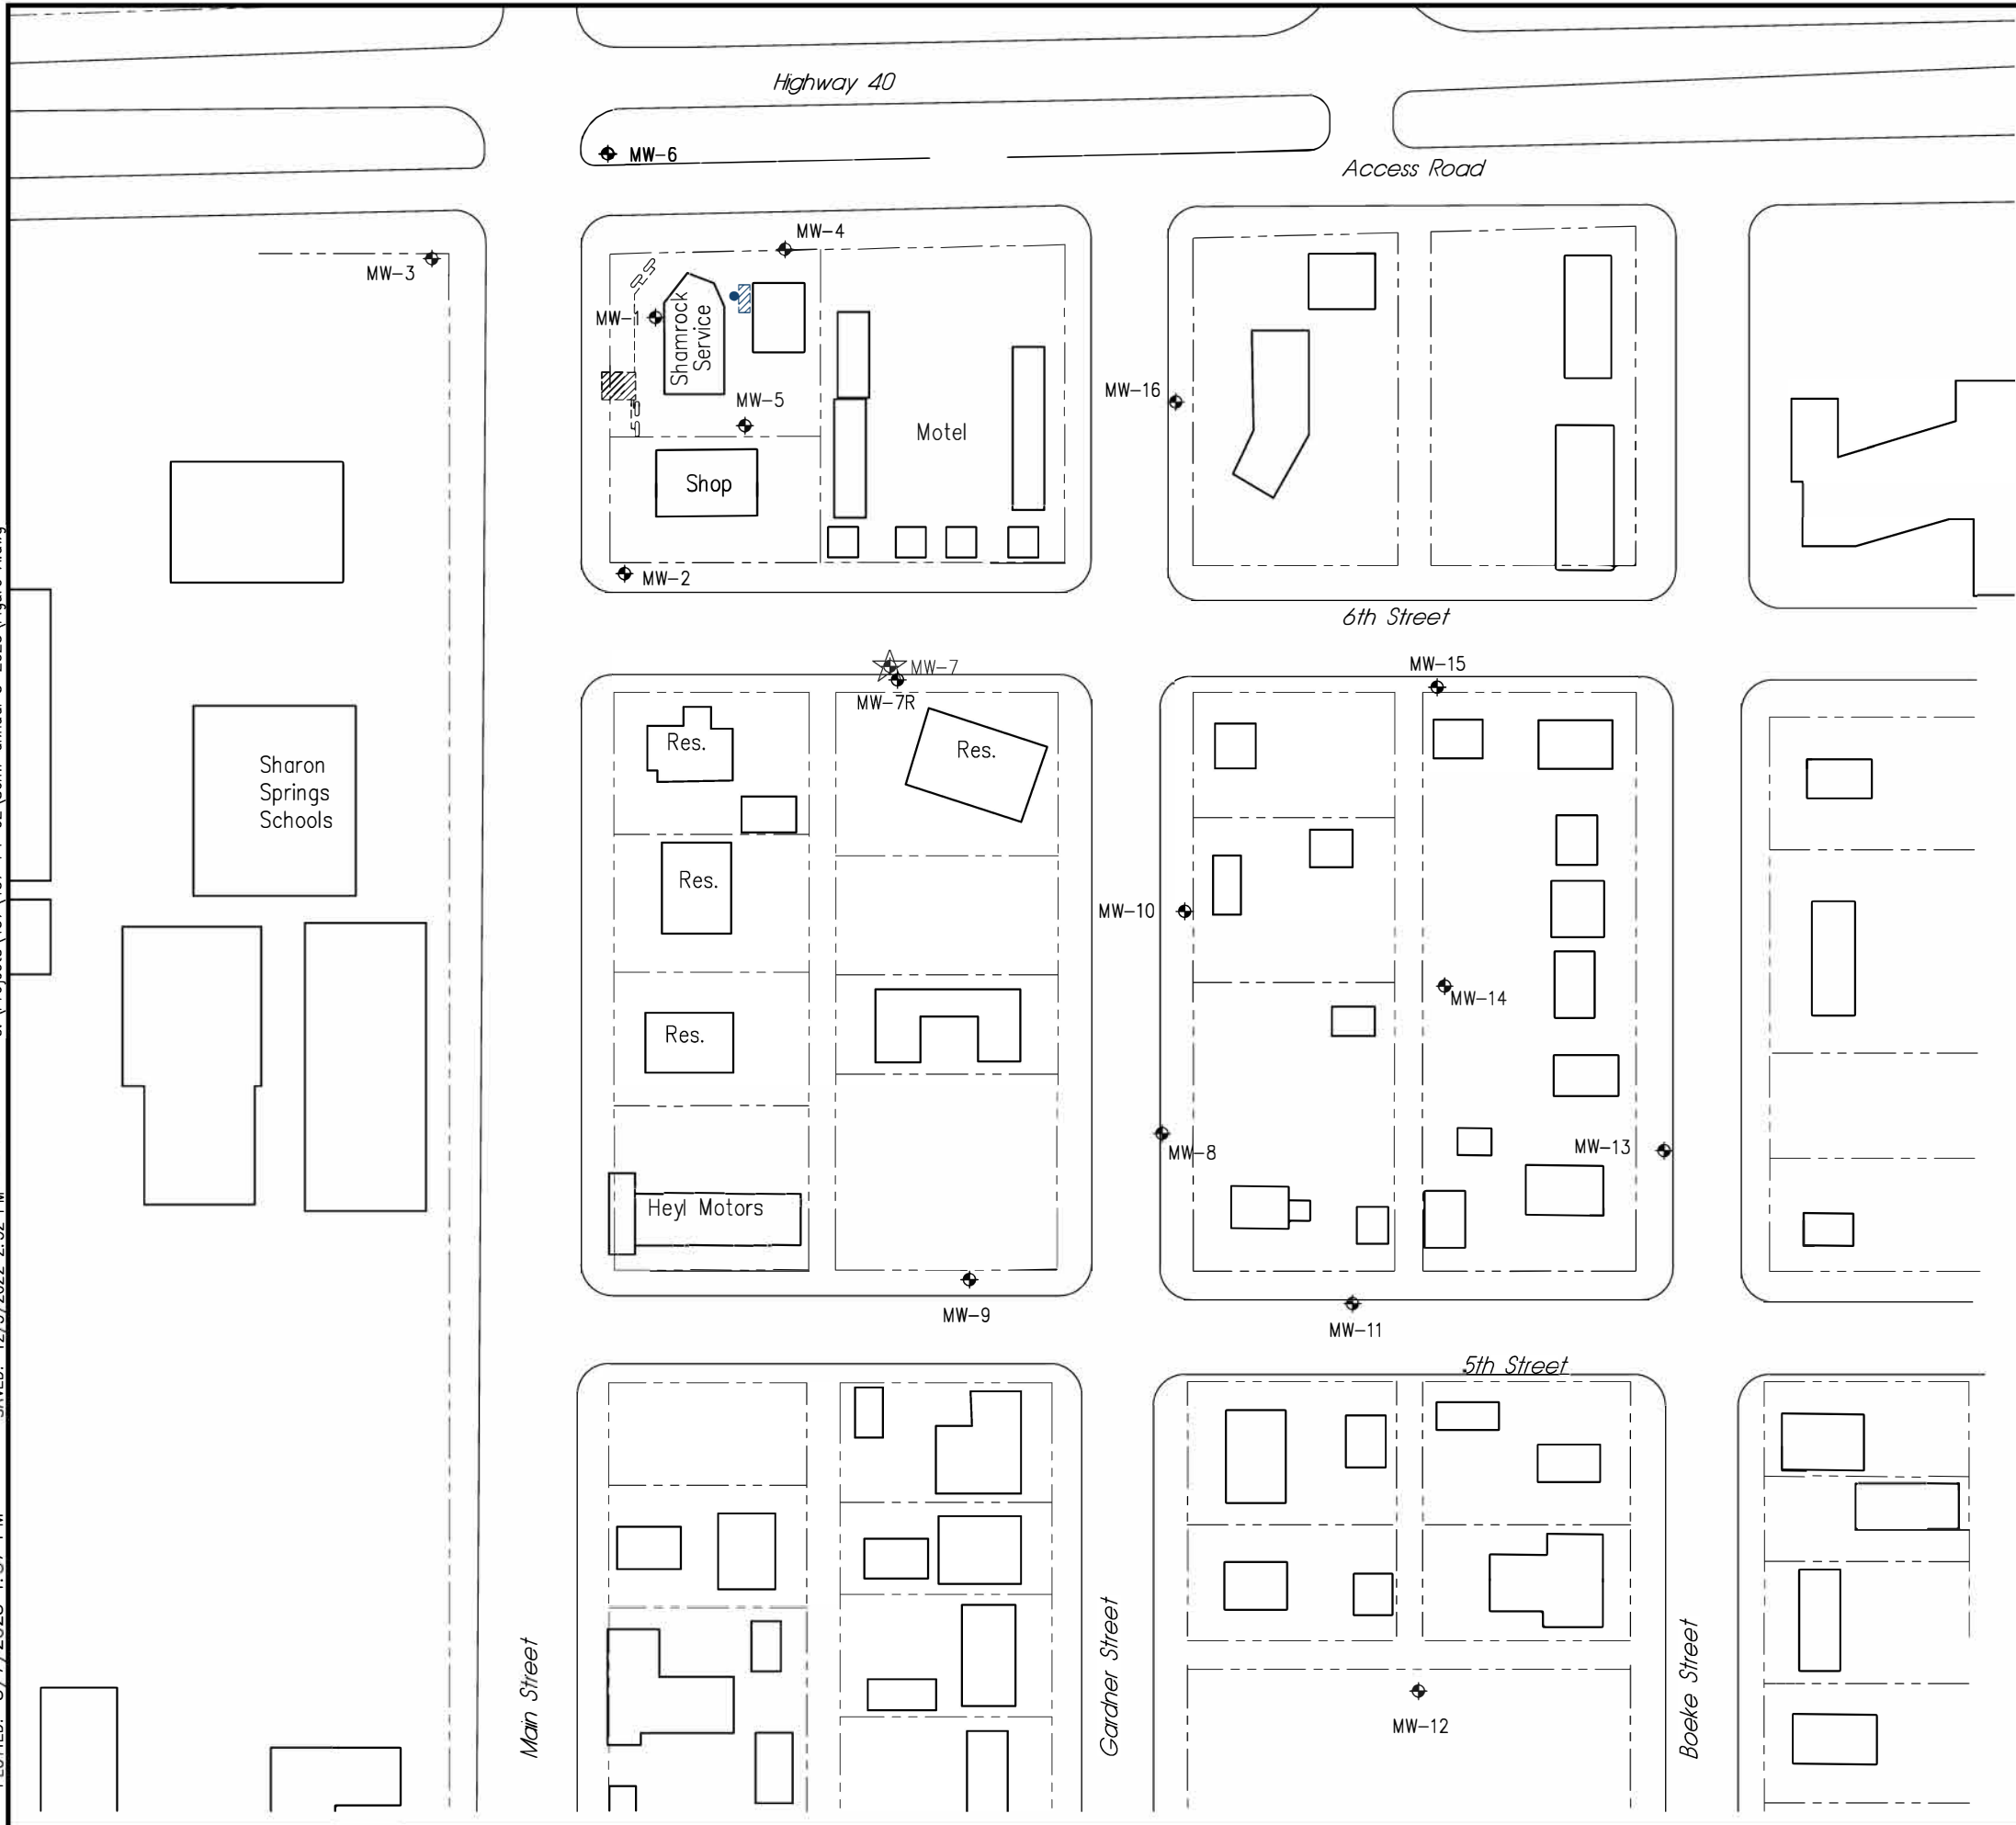 Highway 40
MW-6
Access Road
MW-4
MW-3
MW-1
Shamrock
Service
MW-5
MW-16
Motel
Shop
MW-2
6th Street
MW-7
MW-15
MW-7R
Res.
Res.
Sharon
Springs
Schools
Res.
MW-10
MW-14
Res.
MW-8
MW-13
Heyl Motors
MW-9
MW-11
5th Street
Main Street
Gardner Street
Boeke Street
MW-12